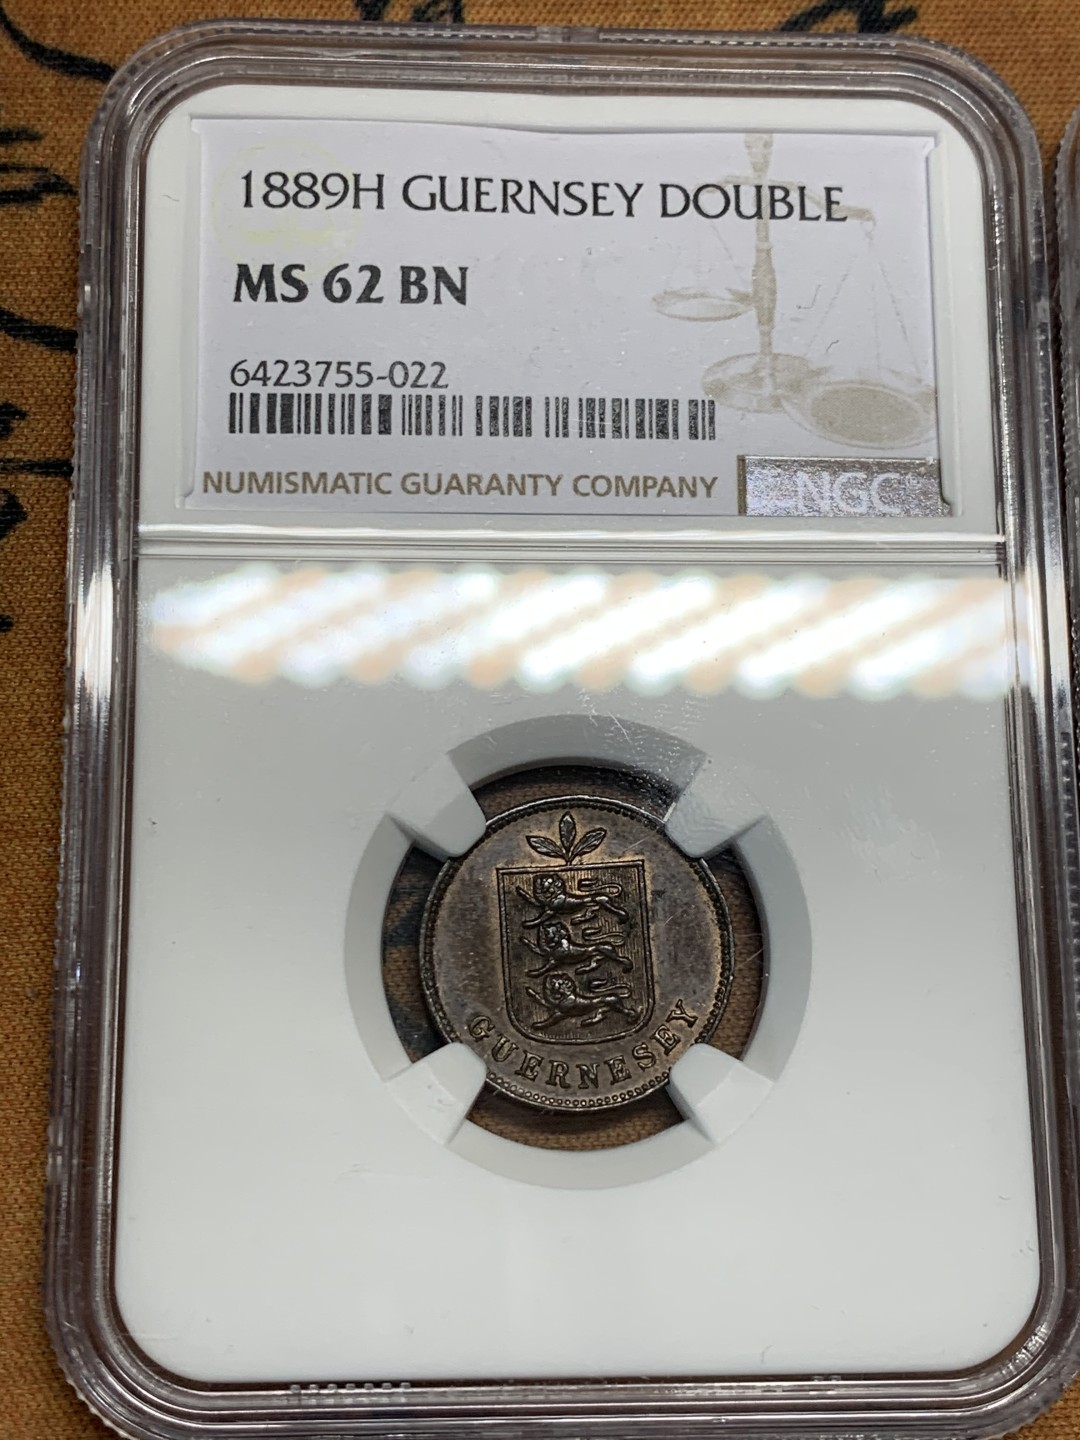 1889H GUERNSEY DOUBLE
MS 62 BN
6423755-022
NUMISMATIC GUARANTY COMPANY
NGC®
GUERNESEY